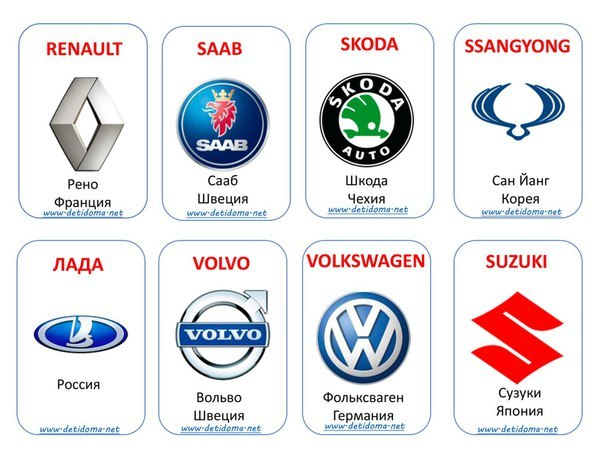 RENAULT
Рено
Франция
www.detidoma.net
SAAB
SAAB
Сааб
Швеция
www.detidoma.net
SKODA
ŠKODA
AUTO
Шкода
Чехия
www.detidoma.net
SSANGYONG
Сан Йанг
Корея
www.detidoma.net
ЛАДА
Россия
www.detidoma.net
VOLVO
VOLVO
Вольво
Швеция
www.detidoma.net
VOLKSWAGEN
VW
Фольксваген
Германия
www.detidoma.net
SUZUKI
Сузуки
Япония
www.detidoma.net